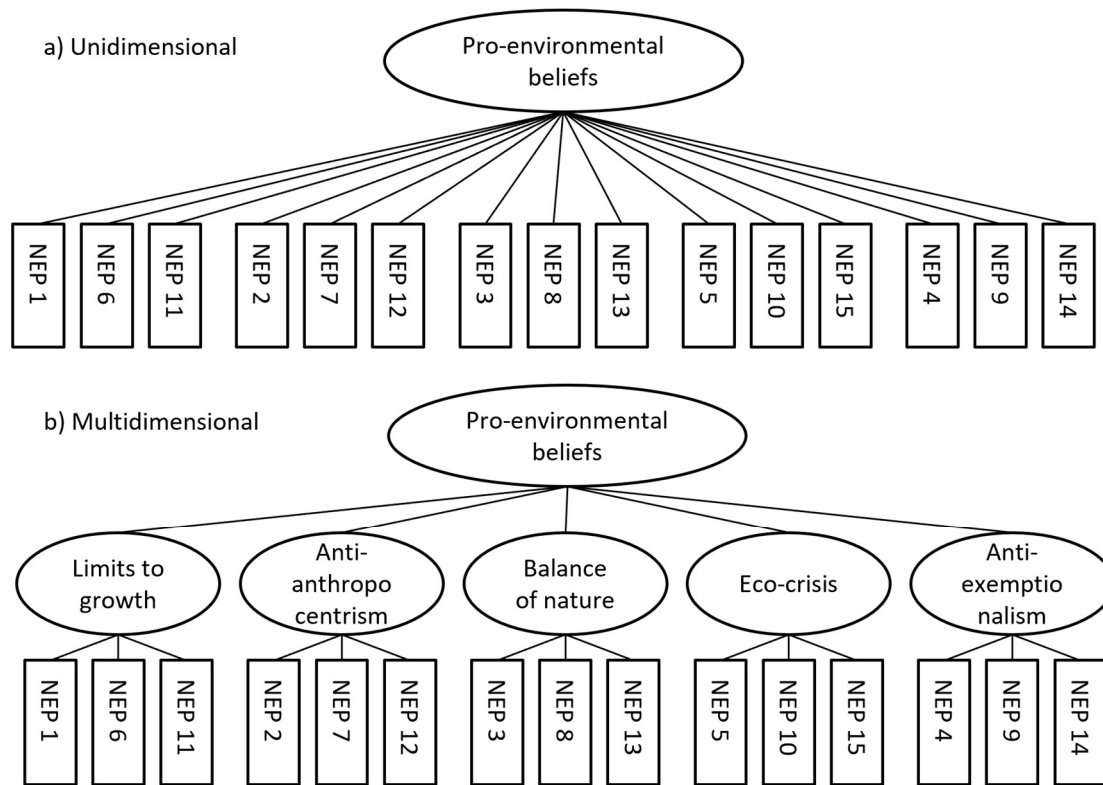 a) Unidimensional
Pro-environmental
beliefs
NEP 1
NEP 6
NEP 11
NEP 2
NEP 7
NEP 12
NEP 3
NEP 8
NEP 13
NEP 5
NEP 10
NEP 15
NEP 4
NEP 9
NEP 14
b) Multidimensional
Pro-environmental
beliefs
Limits to
growth
Anti-
anthropo
centrism
Balance
of nature
Eco-crisis
Anti-
exemptio
nalism
NEP 1
NEP 6
NEP 11
NEP 2
NEP 7
NEP 12
NEP 3
NEP 8
NEP 13
NEP 5
NEP 10
NEP 15
NEP 4
NEP 9
NEP 14